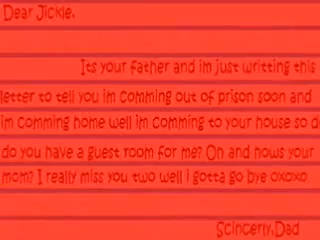 Dear Jickle,
Its your father and im just writting this
letter to tell you im comming out of prison soon and
im comming home well im comming to your house so do
do you have a guest room for me? Oh and nows your
mom? I really miss you two well i gotta go bye oxoxo
Scincerly,Dad